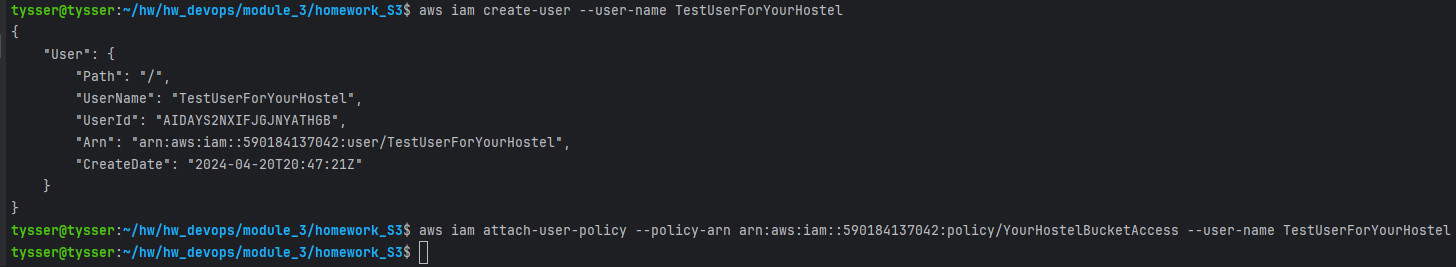 tysser@tysser:~/hw/hw_devops/module_3/homework_S3$ aws iam create-user --user-name TestUserForYourHostel
{
    "User": {
        "Path": "/",
        "UserName": "TestUserForYourHostel",
        "UserId": "AIDAYS2NXIFJGJNYATHGB",
        "Arn": "arn:aws:iam::590184137042:user/TestUserForYourHostel",
        "CreateDate": "2024-04-20T20:47:21Z"
    }
}
tysser@tysser:~/hw/hw_devops/module_3/homework_S3$ aws iam attach-user-policy --policy-arn arn:aws:iam::590184137042:policy/YourHostelBucketAccess --user-name TestUserForYourHostel
tysser@tysser:~/hw/hw_devops/module_3/homework_S3$